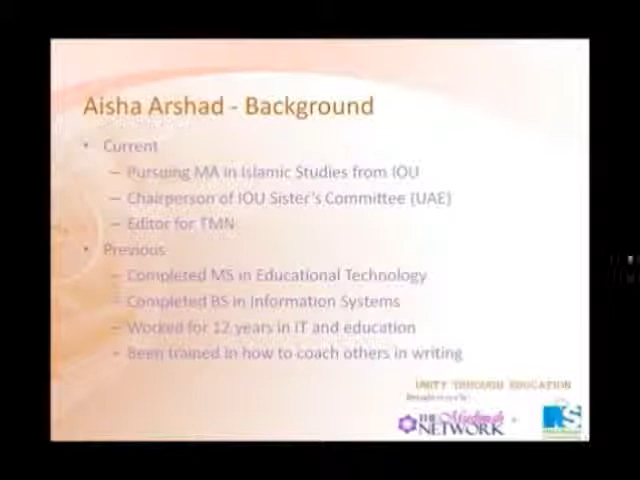 Aisha Arshad - Background
• Current
– Pursuing MA in Islamic Studies from IOU
– Chairperson of IOU Sister's Committee (UAE)
– Editor for TMN
• Previous
– Completed MS in Educational Technology
– Completed BS in Information Systems
– Worked for 12 years in IT and education
– Been trained in how to coach others in writing
UNITY THROUGH EDUCATION
THE
NETWORK